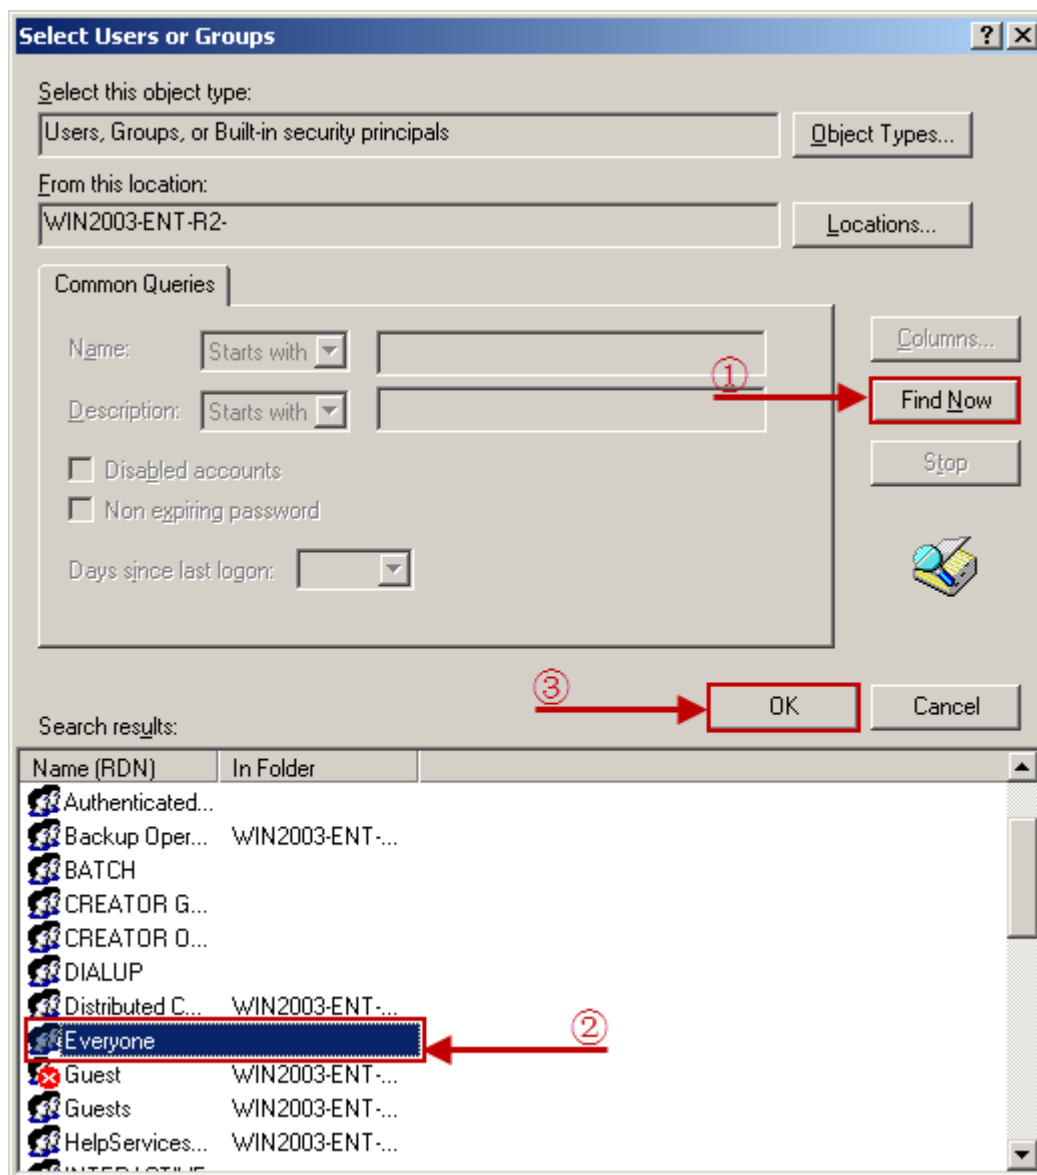 Select Users or Groups
Select this object type:
Users, Groups, or Built-in security principals
Object Types...
From this location:
WIN2003-ENT-R2-
Locations...
Common Queries
Name: Starts with
Columns...
①
Description: Starts with
Find Now
Disabled accounts
Stop
Non expiring password
Days since last logon:
③
OK
Cancel
Search results:
Name (RDN) In Folder
Authenticated...
Backup Oper... WIN2003-ENT-...
BATCH
CREATOR G...
CREATOR O...
DIALUP
Distributed C... WIN2003-ENT-...
Everyone
②
Guest WIN2003-ENT-...
Guests WIN2003-ENT-...
HelpServices... WIN2003-ENT-...